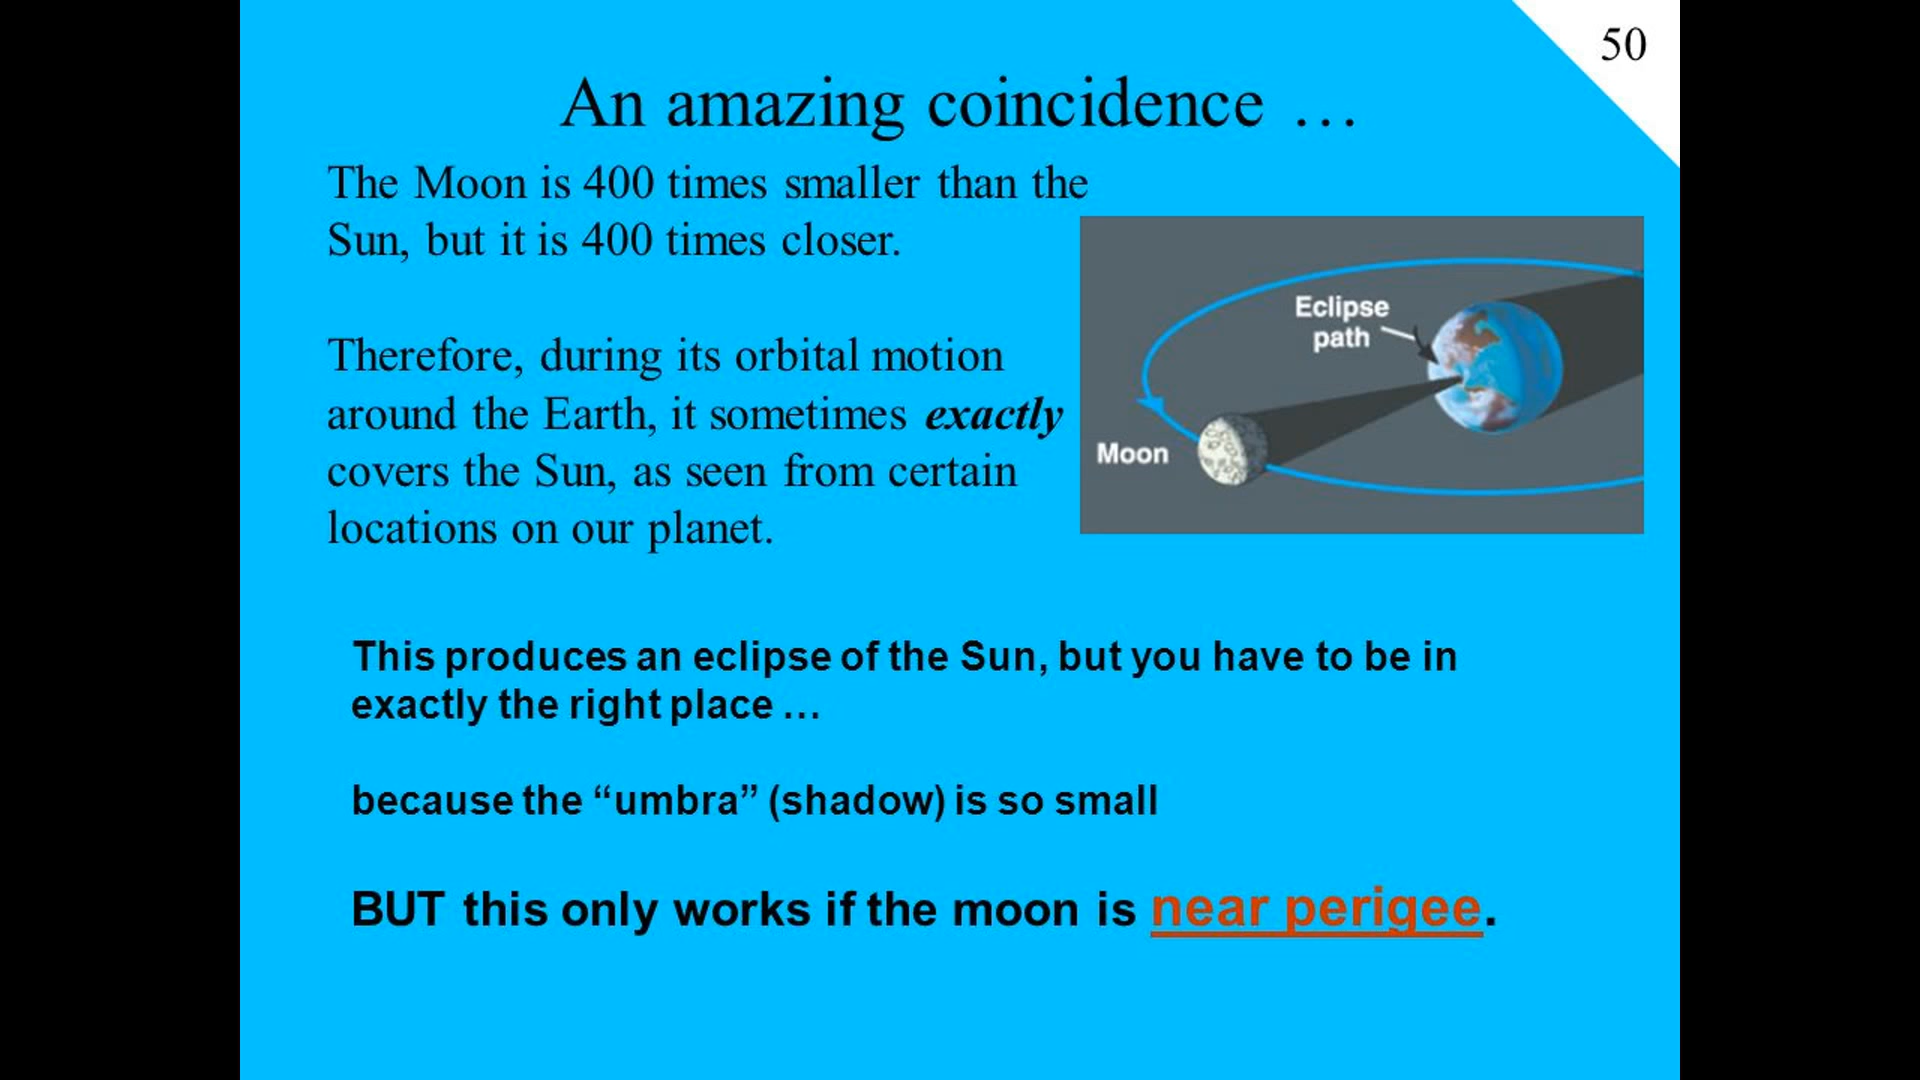 50
An amazing coincidence …
The Moon is 400 times smaller than the
Sun, but it is 400 times closer.
Therefore, during its orbital motion
around the Earth, it sometimes exactly
covers the Sun, as seen from certain
locations on our planet.
Eclipse
path
Moon
This produces an eclipse of the Sun, but you have to be in
exactly the right place …
because the “umbra” (shadow) is so small
BUT this only works if the moon is near perigee.